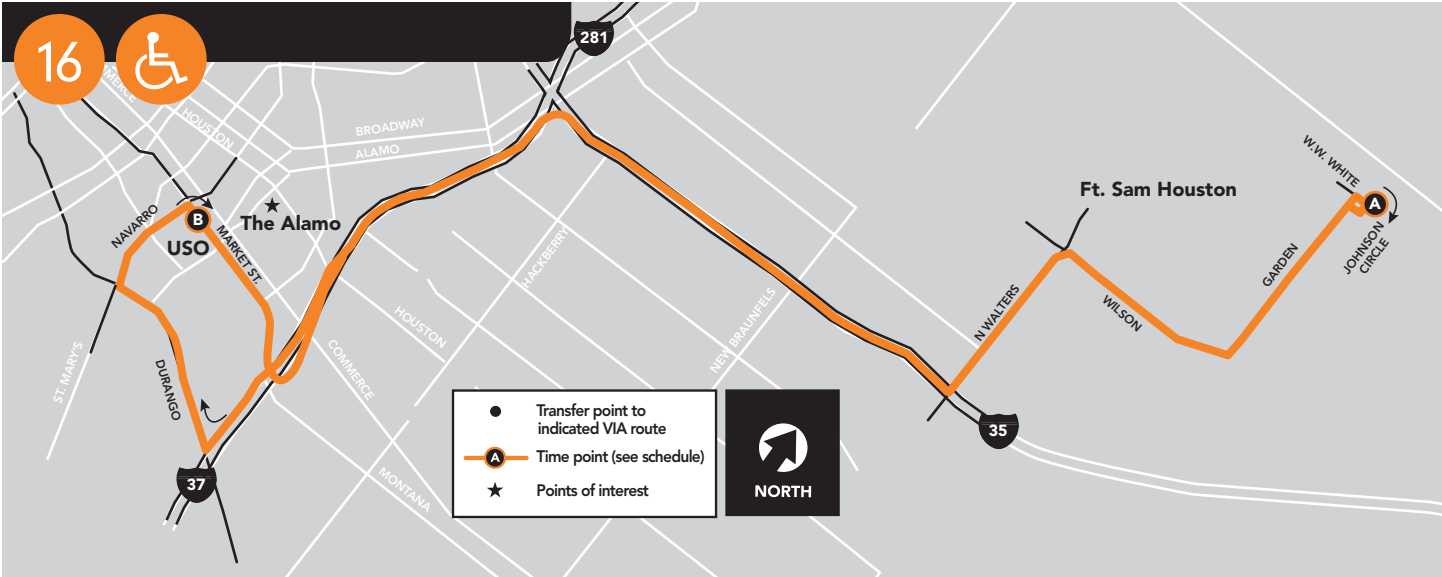 16
281
MMERCE
HOUSTON
BROADWAY
ALAMO
W.W. WHITE
Ft. Sam Houston
A
NAVARRO
B
USO
The Alamo
MARKET ST.
JOHNSON
CIRCLE
GARDEN
HACKBERRY
N WALTERS
WILSON
HOUSTON
COMMERCE
NEW BRAUNFELS
ST. MARY'S
DURANGO
35
37
MONTANA
Transfer point to
indicated VIA route
A Time point (see schedule)
Points of interest
NORTH